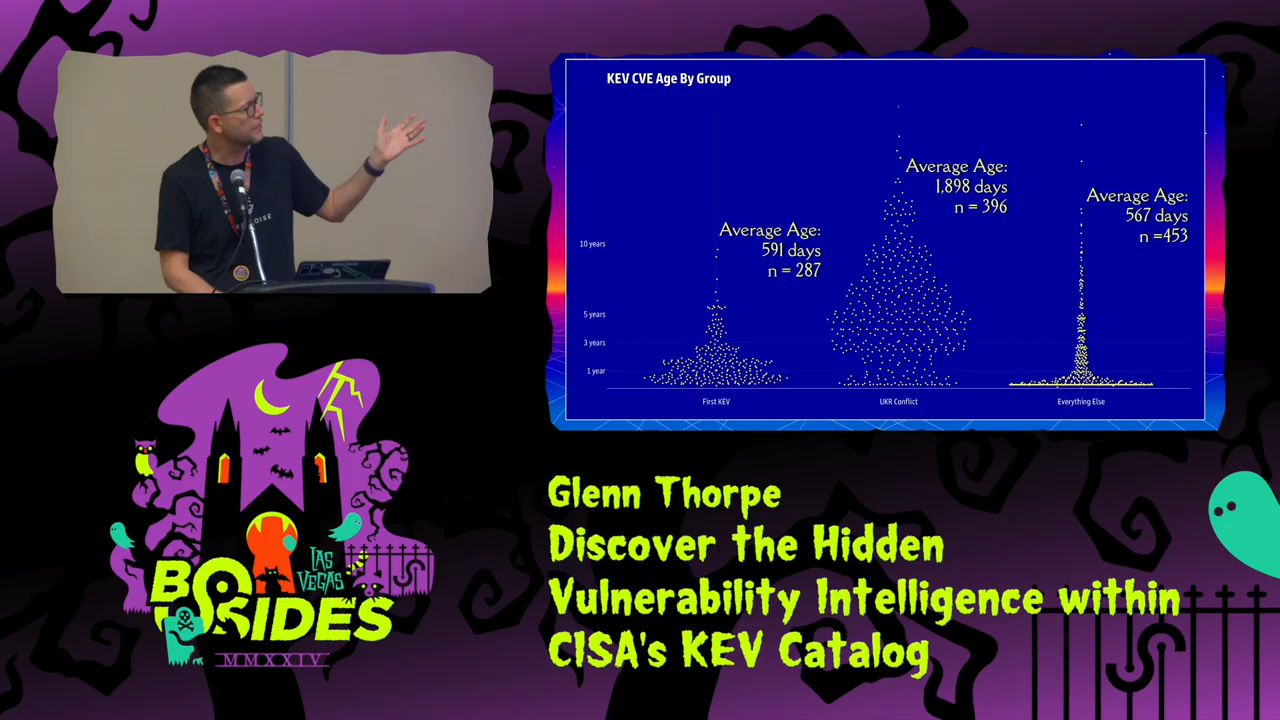 KEV CVE Age By Group
Average Age:
1,898 days
n = 396
Average Age:
567 days
n =453
Average Age:
591 days
n = 287
10 years
5 years
3 years
1 year
First KEV
UKR Conflict
Everything Else
LAS
VEGAS
BSIDES
MMXXIV
Glenn Thorpe
Discover the Hidden
Vulnerability Intelligence within
CISA's KEV Catalog